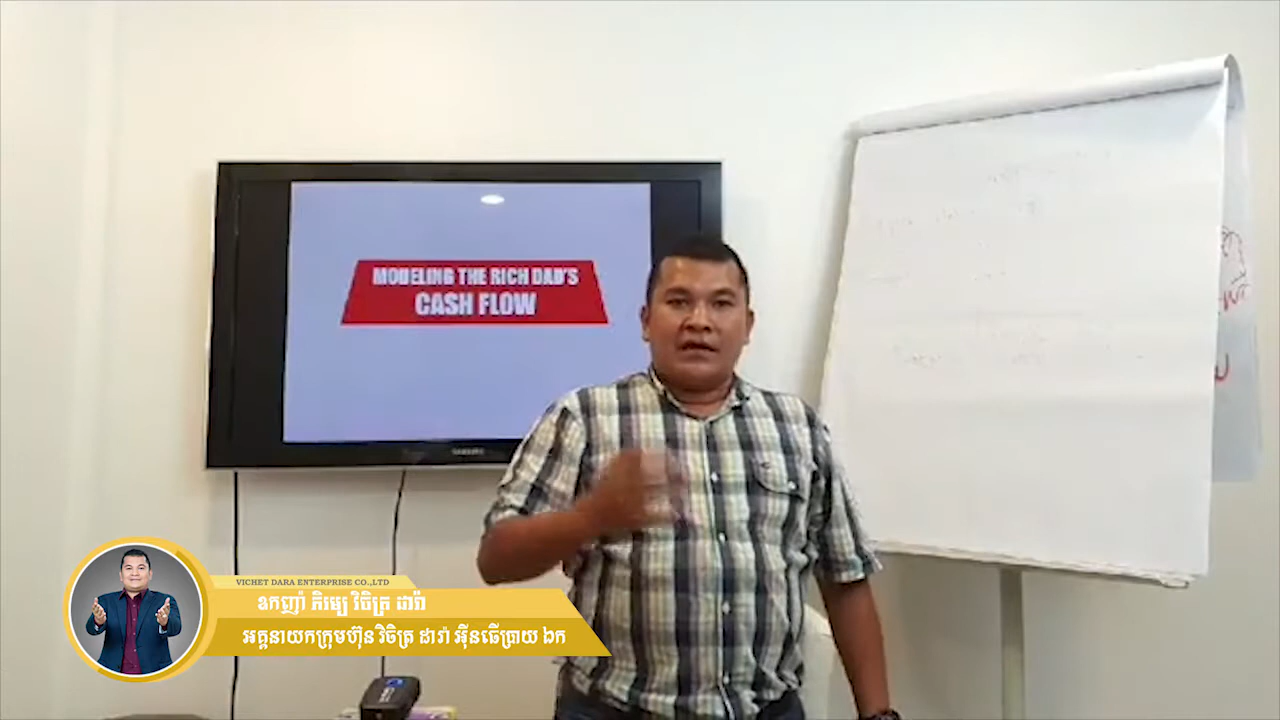 MODELING THE RICH DAD'S
CASH FLOW
SAMSUNG
VICHET DARA ENTERPRISE CO.,LTD
ឧកញ៉ា ភិម្ប វិចិត្រ ដារ៉ា
អគ្គនាយកក្រុមហ៊ុន វិចិត្រ ដារ៉ា អ៊ីនធើប្រាយ ឯក